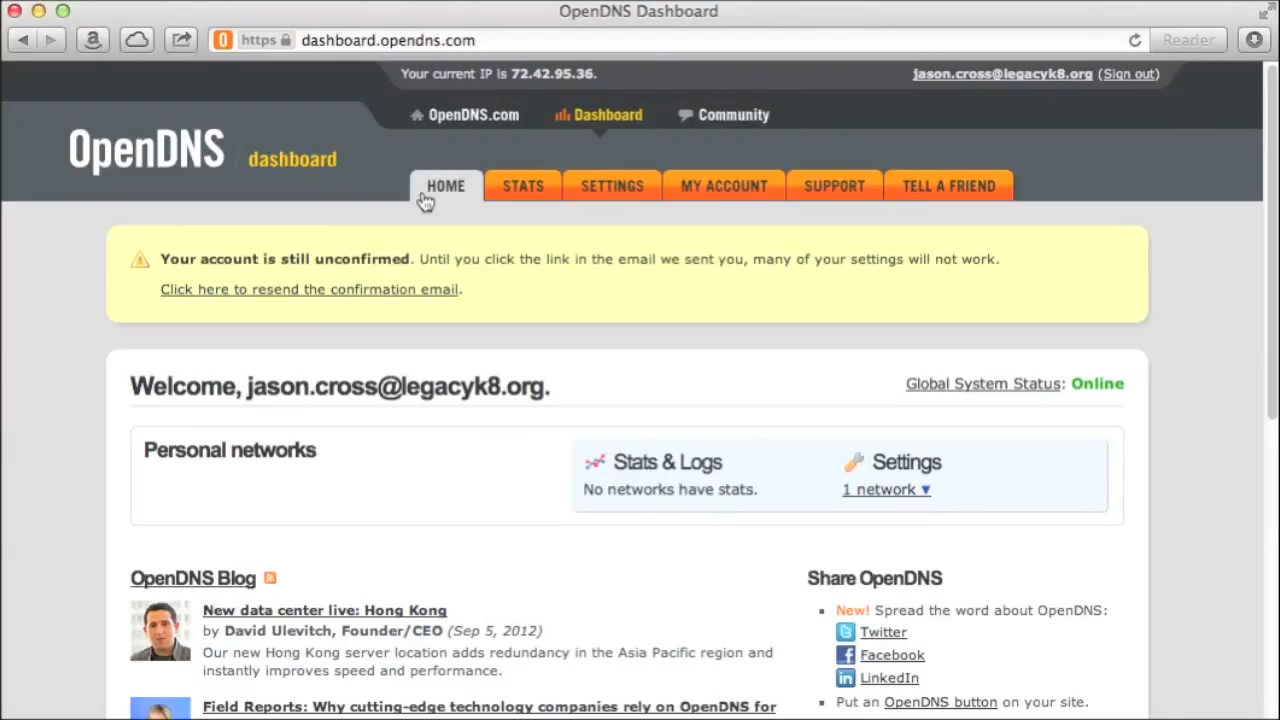 OpenDNS Dashboard
https dashboard.opendns.com Reader
Your current IP is 72.42.95.36. jason.cross@legacyk8.org (Sign out)
OpenDNS.com Dashboard Community
OpenDNS / dashboard
HOME STATS SETTINGS MY ACCOUNT SUPPORT TELL A FRIEND
Your account is still unconfirmed. Until you click the link in the email we sent you, many of your settings will not work.
Click here to resend the confirmation email.
Welcome, jason.cross@legacyk8.org.
Global System Status: Online
Personal networks
Stats & Logs
No networks have stats.
Settings
1 network ▼
OpenDNS Blog
New data center live: Hong Kong
by David Ulevitch, Founder/CEO (Sep 5, 2012)
Our new Hong Kong server location adds redundancy in the Asia Pacific region and
instantly improves speed and performance.
Field Reports: Why cutting-edge technology companies rely on OpenDNS for
Share OpenDNS
New! Spread the word about OpenDNS:
Twitter
Facebook
LinkedIn
Put an OpenDNS button on your site.